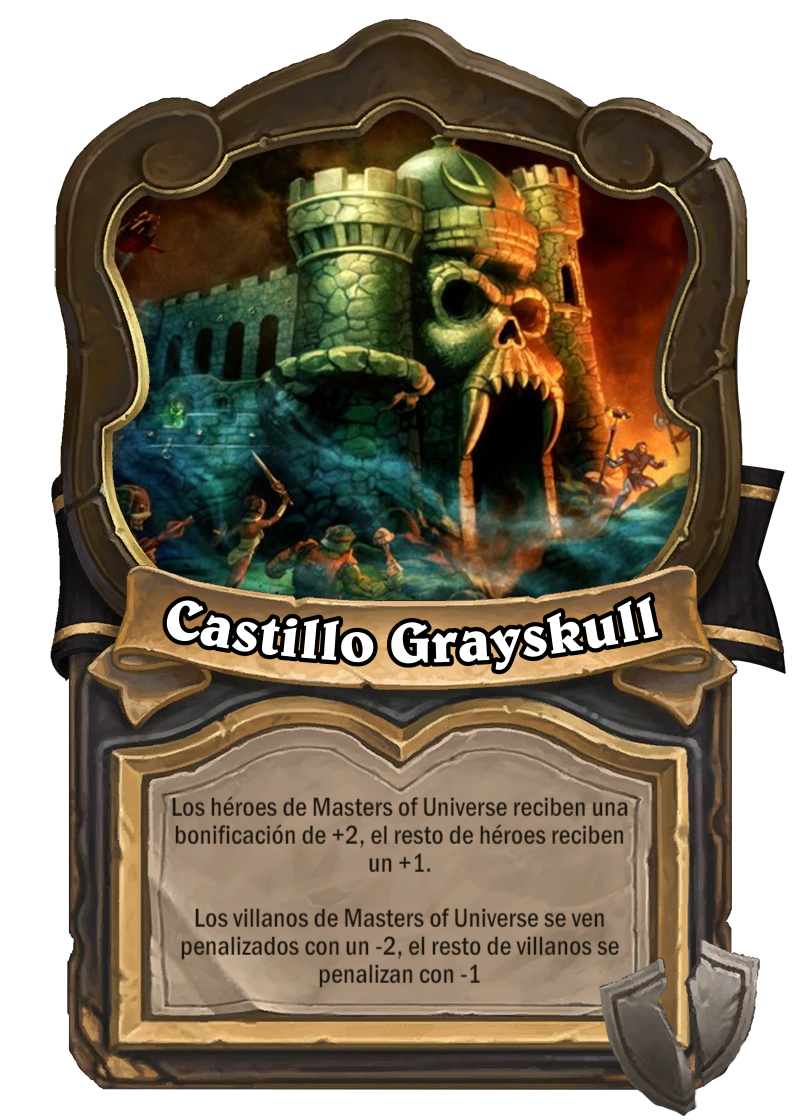 Castillo Grayskull
Los héroes de Masters of Universe reciben una
bonificación de +2, el resto de héroes reciben
un +1.
Los villanos de Masters of Universe se ven
penalizados con un -2, el resto de villanos se
penalizan con -1